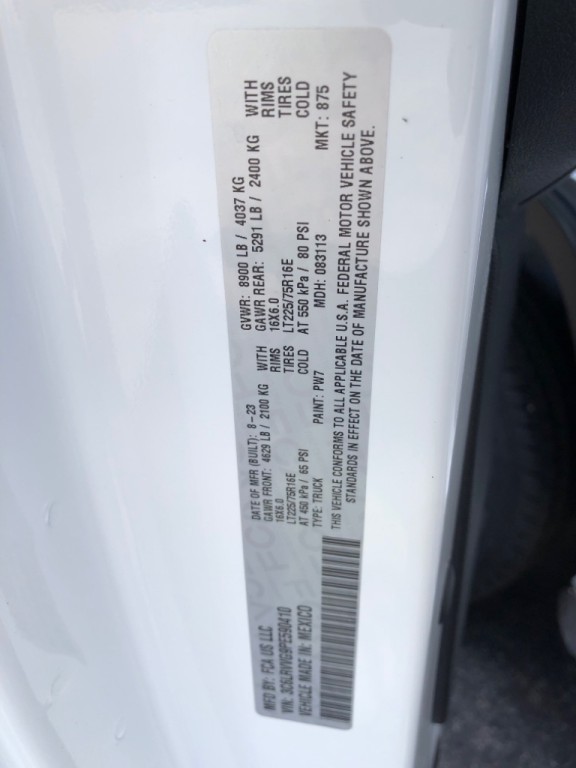 MFD BY: FCA US LLC
DATE OF MFR (BUILT): 8-23
GVWR: 8900 LB / 4037 KG
GAWR FRONT: 4629 LB / 2100 KG WITH
GAWR REAR: 5291 LB / 2400 KG WITH
16X6.0 RIMS
16X6.0 RIMS
LT225/75R16E TIRES
LT225/75R16E TIRES
AT 450 kPa / 65 PSI COLD
AT 550 kPa / 80 PSI COLD
VIN: 3C6LRVVG9PE590410
TYPE: TRUCK
PAINT: PW7
MDH: 083113
MKT: 875
VEHICLE MADE IN: MEXICO
THIS VEHICLE CONFORMS TO ALL APPLICABLE U.S.A. FEDERAL MOTOR VEHICLE SAFETY
STANDARDS IN EFFECT ON THE DATE OF MANUFACTURE SHOWN ABOVE.